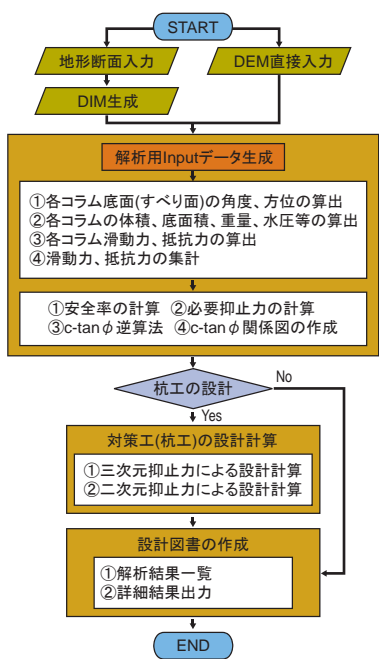 START
地形断面入力
DEM直接入力
DIM生成
解析用Inputデータ生成
①各コラム底面(すべり面)の角度、方位の算出
②各コラムの体積、底面積、重量、水圧等の算出
③各コラム滑動力、抵抗力の算出
④滑動力、抵抗力の集計
①安全率の計算 ②必要抑止力の計算
③c-tanφ逆算法 ④c-tanφ関係図の作成
杭工の設計
No
Yes
対策工(杭工)の設計計算
①三次元抑止力による設計計算
②二次元抑止力による設計計算
設計図書の作成
①解析結果一覧
②詳細結果出力
END